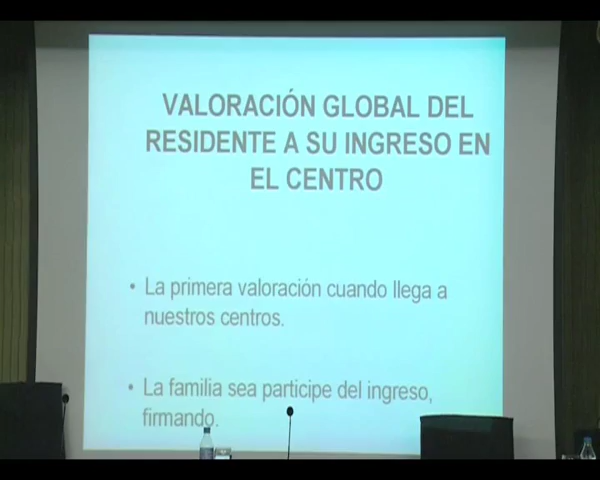 VALORACIÓN GLOBAL DEL
RESIDENTE A SU INGRESO EN
EL CENTRO
• La primera valoración cuando llega a
nuestros centros.
• La familia sea participe del ingreso,
firmando.